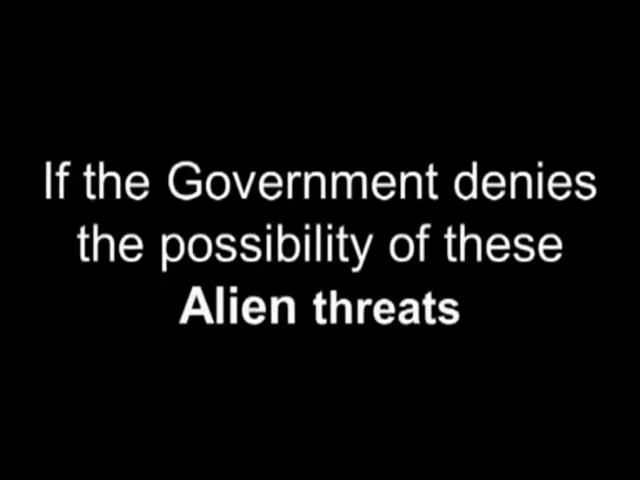 If the Government denies
the possibility of these
Alien threats